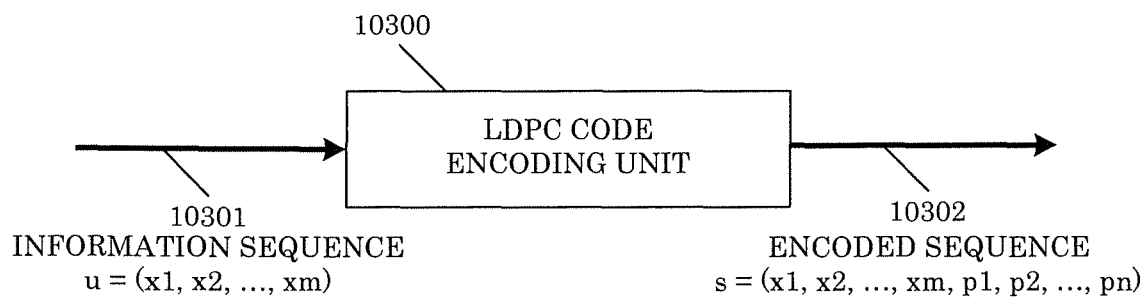 10300
LDPC CODE
ENCODING UNIT
10301
INFORMATION SEQUENCE
u = (x1, x2, ..., xm)
10302
ENCODED SEQUENCE
s = (x1, x2, ..., xm, p1, p2, ..., pn)